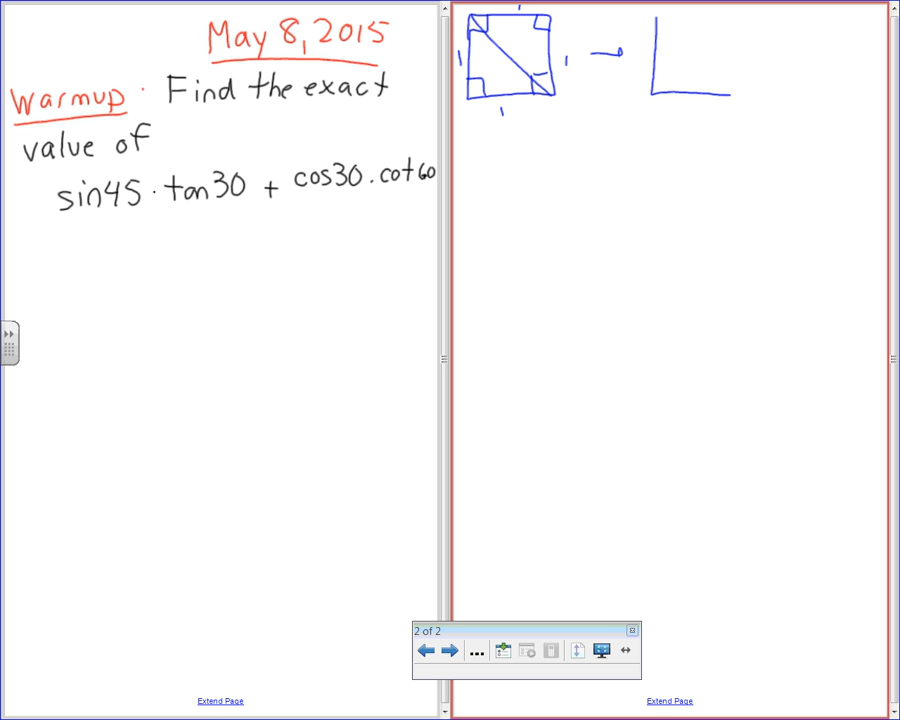 May 8, 2015
Warmup. Find the exact
value of
sin45 · tan30 + cos30 . cot60
1
1
1
1
2 of 2
...
Extend Page
Extend Page